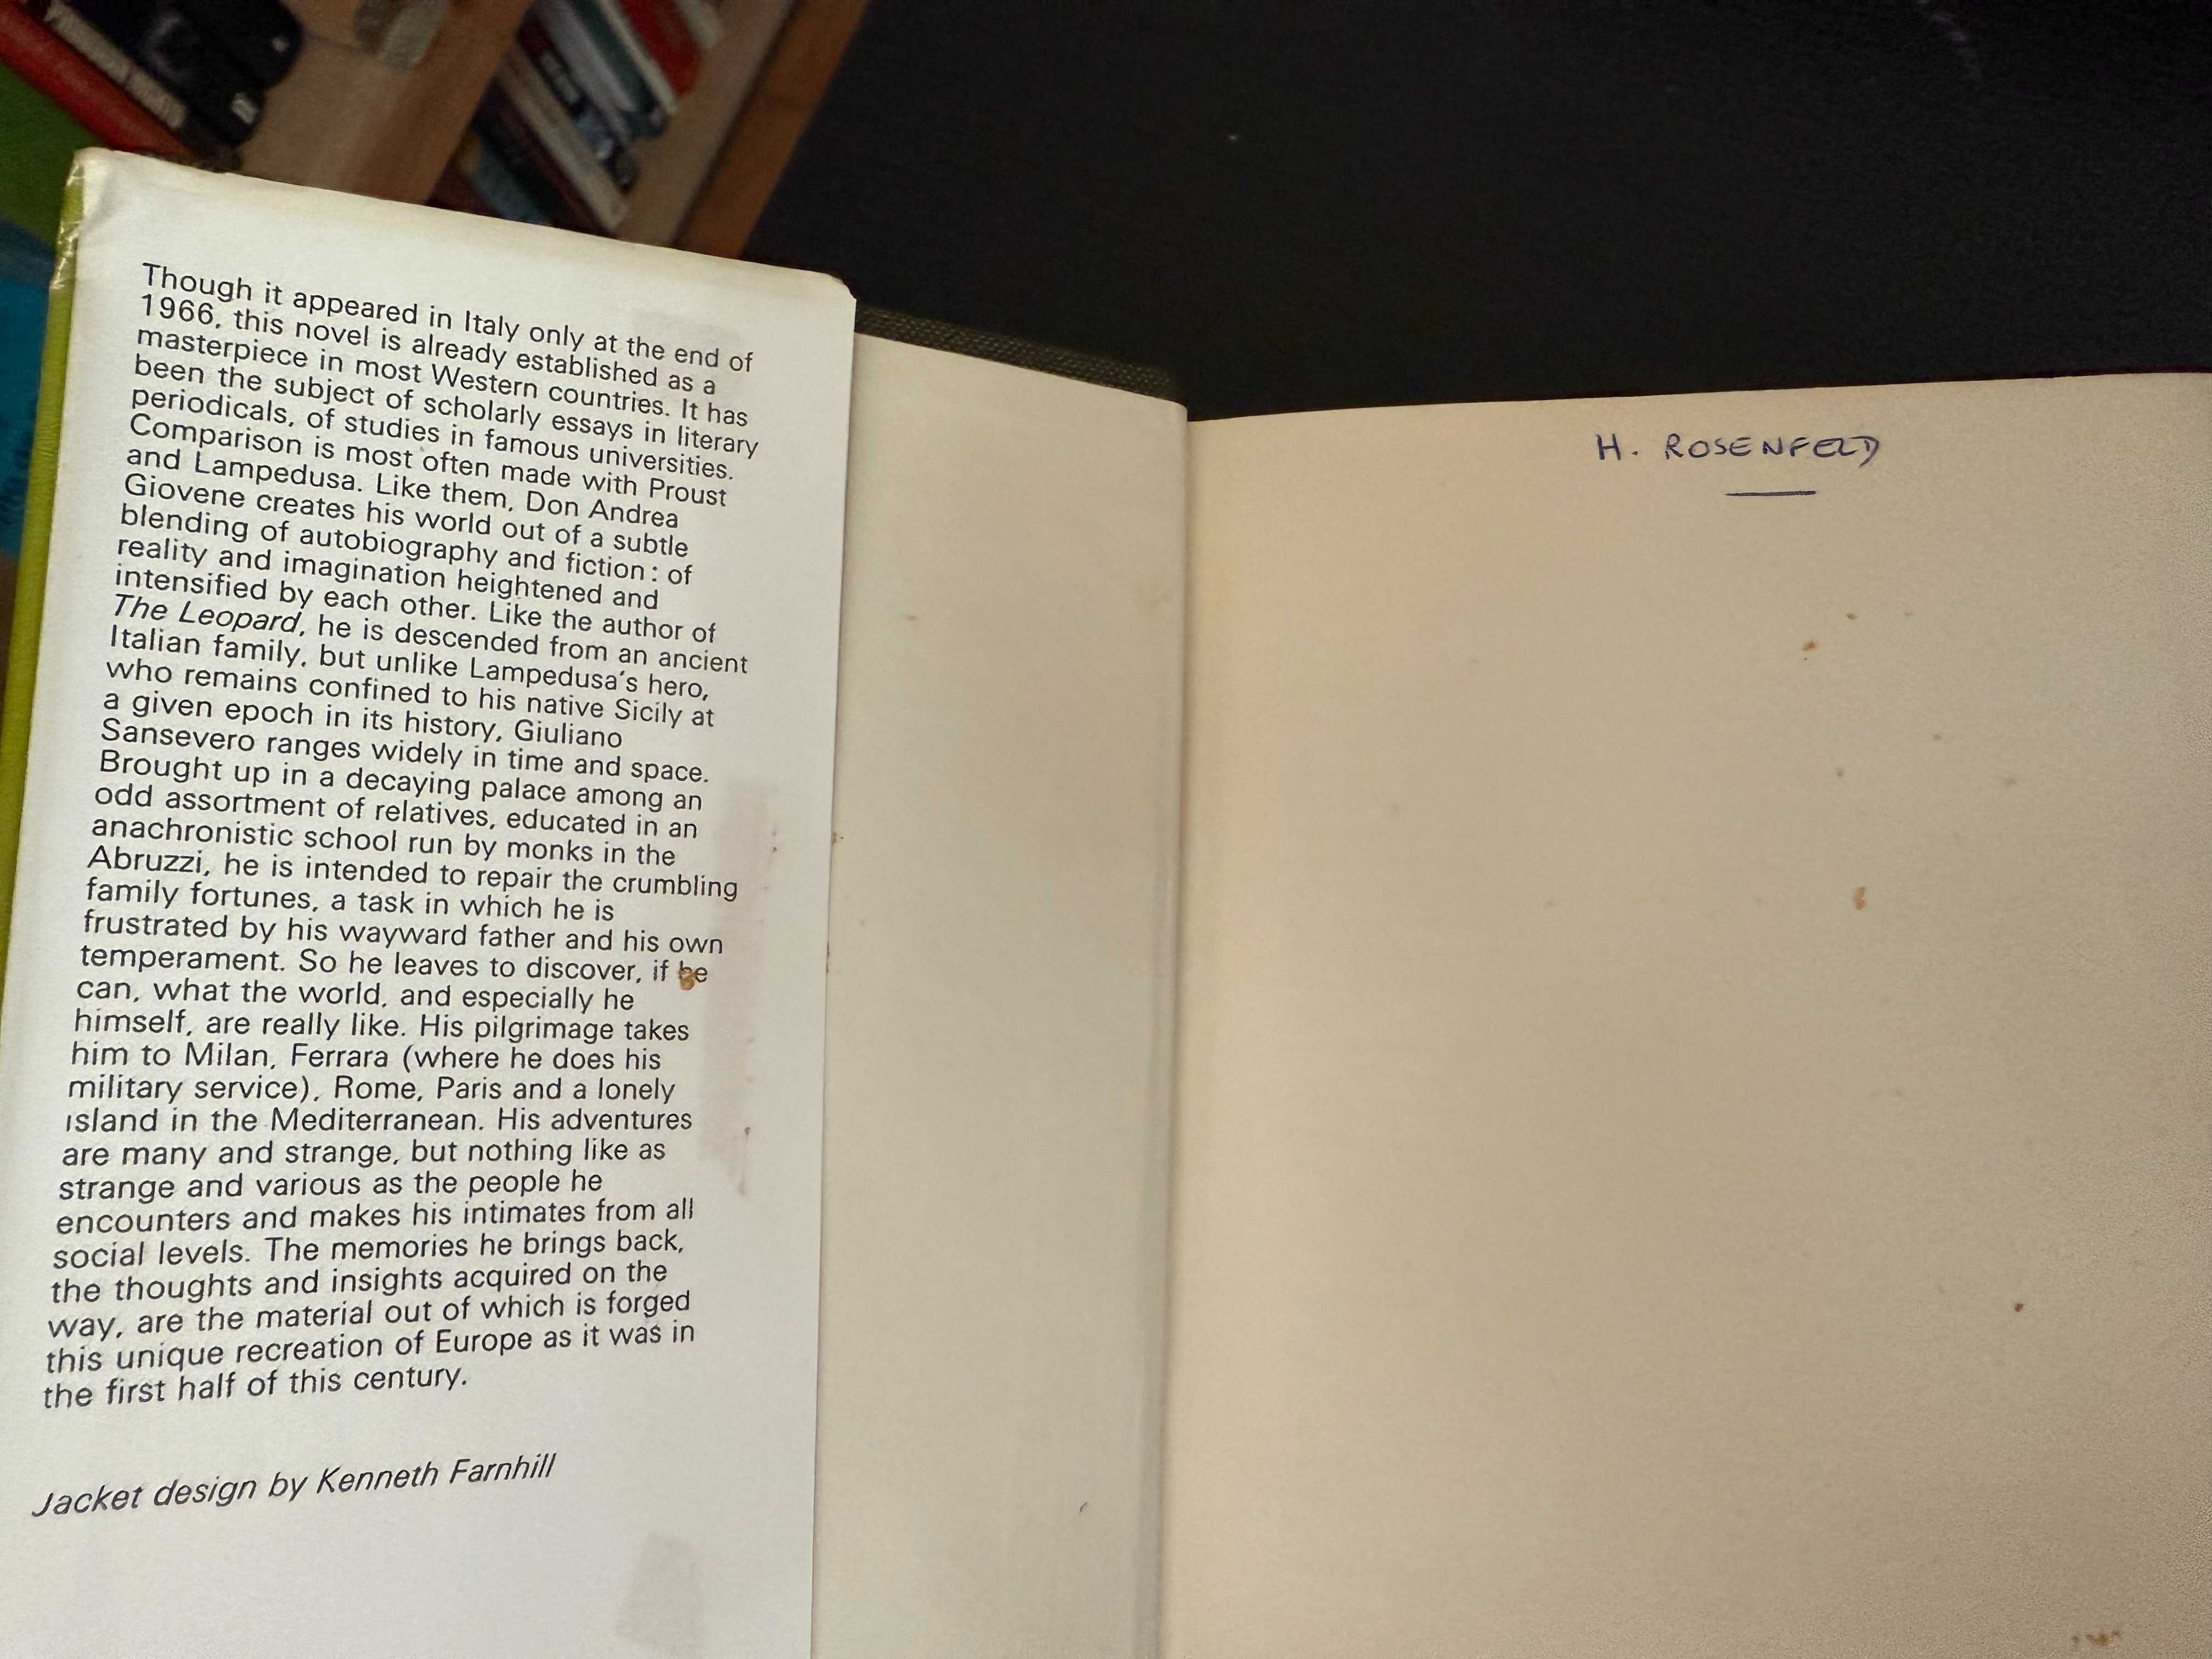 Though it appeared in Italy only at the end of
1966, this novel is already established as a
masterpiece in most Western countries. It has
been the subject of scholarly essays in literary
periodicals, of studies in famous universities.
Comparison is most often made with Proust
and Lampedusa. Like them, Don Andrea
Giovene creates his world out of a subtle
blending of autobiography and fiction : of
reality and imagination heightened and
intensified by each other. Like the author of
The Leopard, he is descended from an ancient
Italian family, but unlike Lampedusa's hero,
who remains confined to his native Sicily at
a given epoch in its history, Giuliano
Sansevero ranges widely in time and space.
Brought up in a decaying palace among an
odd assortment of relatives, educated in an
anachronistic school run by monks in the
Abruzzi, he is intended to repair the crumbling
family fortunes, a task in which he is
frustrated by his wayward father and his own
temperament. So he leaves to discover, if he
can, what the world, and especially he
himself, are really like. His pilgrimage takes
him to Milan, Ferrara (where he does his
military service), Rome, Paris and a lonely
island in the Mediterranean. His adventures
are many and strange, but nothing like as
strange and various as the people he
encounters and makes his intimates from all
social levels. The memories he brings back,
the thoughts and insights acquired on the
way, are the material out of which is forged
this unique recreation of Europe as it was in
the first half of this century.
Jacket design by Kenneth Farnhill
H. ROSENFELD